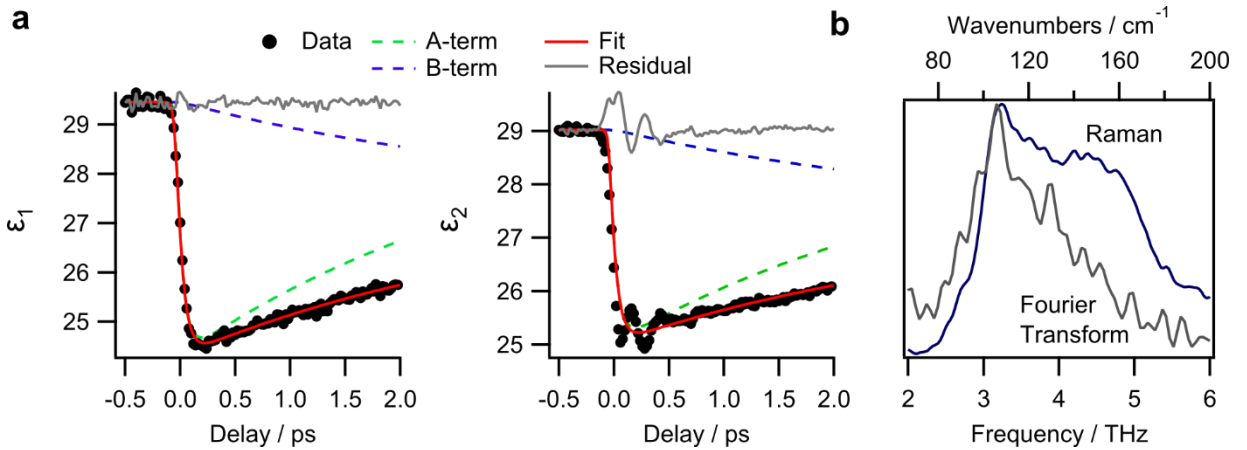 a
Data
A-term
B-term
Fit
Residual
ε1
29
28
27
26
25
-0.5 0.0 0.5 1.0 1.5 2.0
Delay / ps
ε2
29
28
27
26
25
-0.5 0.0 0.5 1.0 1.5 2.0
Delay / ps
b
Wavenumbers / cm⁻¹
80 120 160 200
Raman
Fourier
Transform
2 3 4 5 6
Frequency / THz